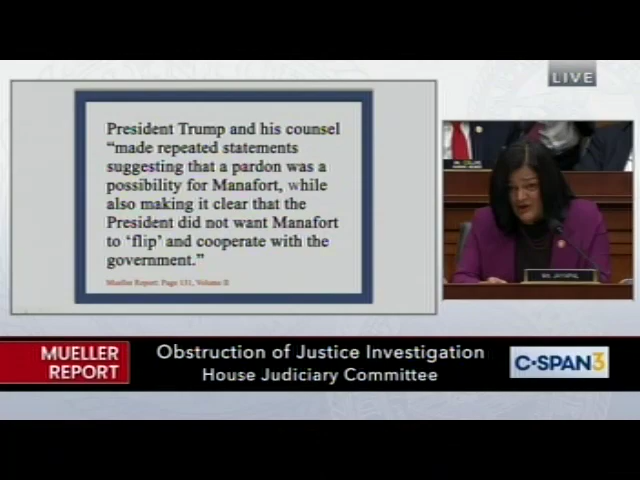 LIVE
President Trump and his counsel
“made repeated statements
suggesting that a pardon was a
possibility for Manafort, while
also making it clear that the
President did not want Manafort
to ‘flip’ and cooperate with the
government.”
Mueller Report: Page 131, Volume II
MR. COLLINS
MS. JAYAPAL
MUELLER
REPORT
Obstruction of Justice Investigation
House Judiciary Committee
C-SPAN3